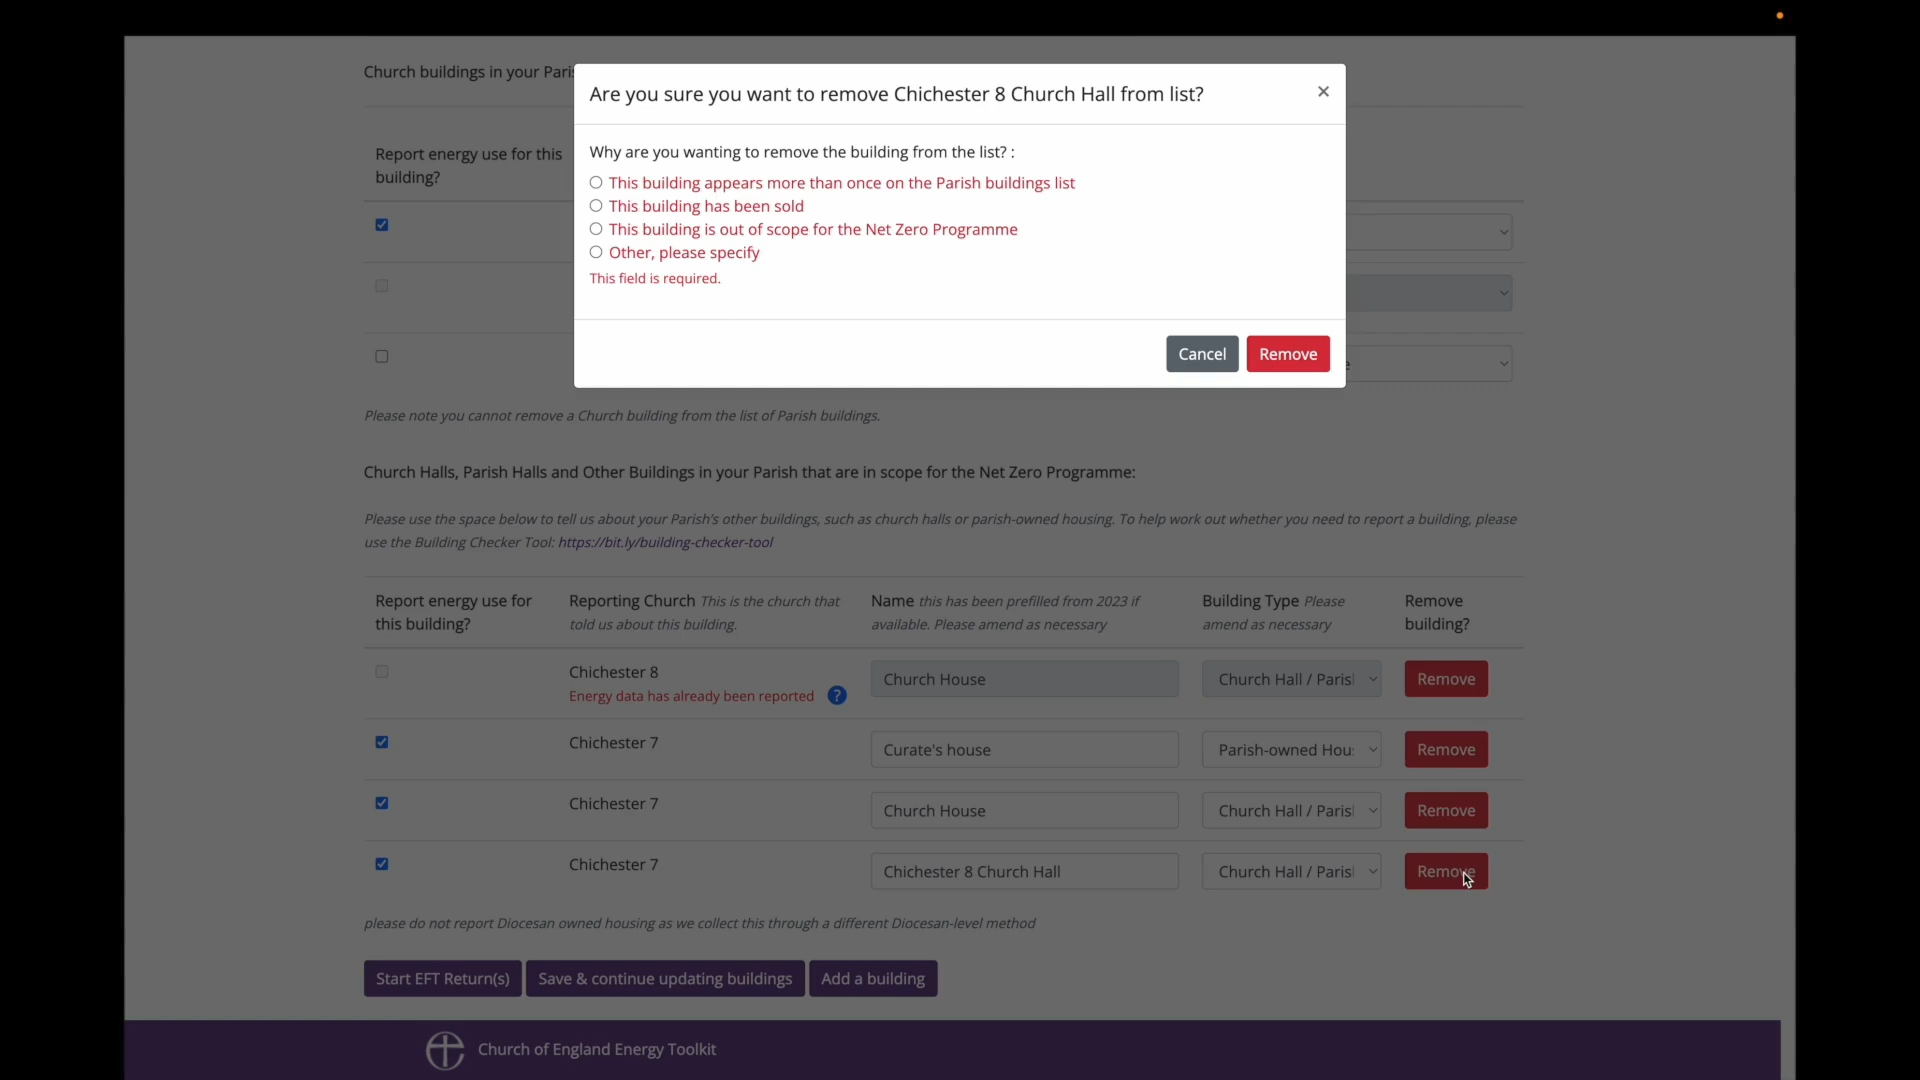 Church buildings in your Paris
Are you sure you want to remove Chichester 8 Church Hall from list?
×
Why are you wanting to remove the building from the list? :
This building appears more than once on the Parish buildings list
This building has been sold
This building is out of scope for the Net Zero Programme
Other, please specify
This field is required.
Cancel
Remove
Report energy use for this
building?
Please note you cannot remove a Church building from the list of Parish buildings.
Church Halls, Parish Halls and Other Buildings in your Parish that are in scope for the Net Zero Programme:
Please use the space below to tell us about your Parish's other buildings, such as church halls or parish-owned housing. To help work out whether you need to report a building, please
use the Building Checker Tool: https://bit.ly/building-checker-tool
Report energy use for
this building?
Reporting Church This is the church that
told us about this building.
Name this has been prefilled from 2023 if
available. Please amend as necessary
Building Type Please
amend as necessary
Remove
building?
Chichester 8
Energy data has already been reported ?
Church House
Church Hall / Paris
Remove
Chichester 7
Curate's house
Parish-owned Hou
Remove
Chichester 7
Church House
Church Hall / Paris
Remove
Chichester 7
Chichester 8 Church Hall
Church Hall / Paris
Remove
please do not report Diocesan owned housing as we collect this through a different Diocesan-level method
Start EFT Return(s)
Save & continue updating buildings
Add a building
Church of England Energy Toolkit